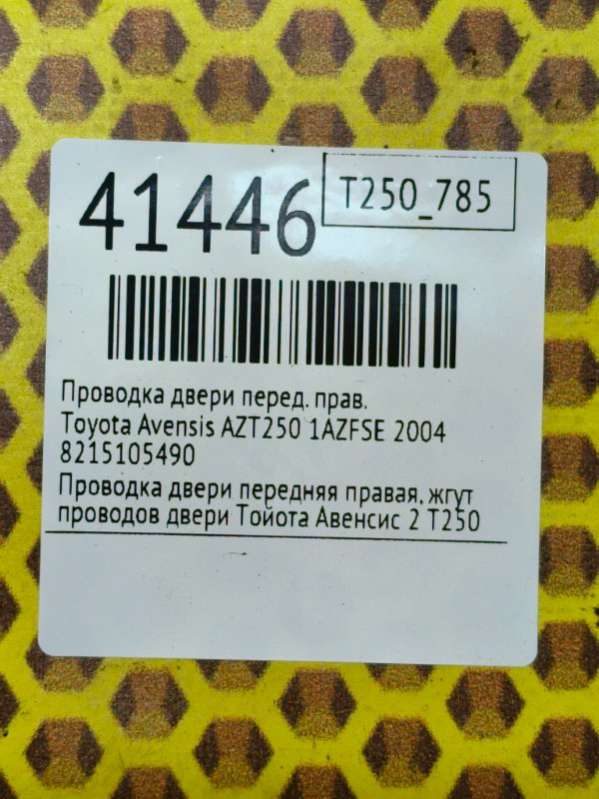 41446
T250_785
Проводка двери перед. прав.
Toyota Avensis AZT250 1AZFSE 2004
8215105490
Проводка двери передняя правая, жгут
проводов двери Тойота Авенсис 2 T250